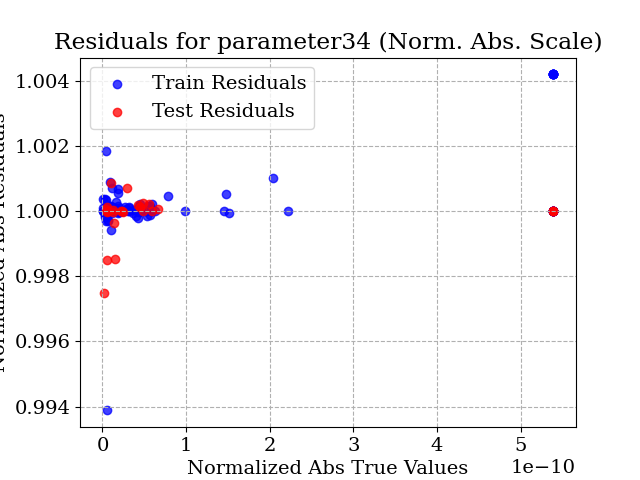 Residuals for parameter34 (Norm. Abs. Scale)
Train Residuals
Test Residuals
1.004
1.002
1.000
0.998
0.996
0.994
Normalized Abs Residuals
0
1
2
3
4
5
1e−10
Normalized Abs True Values